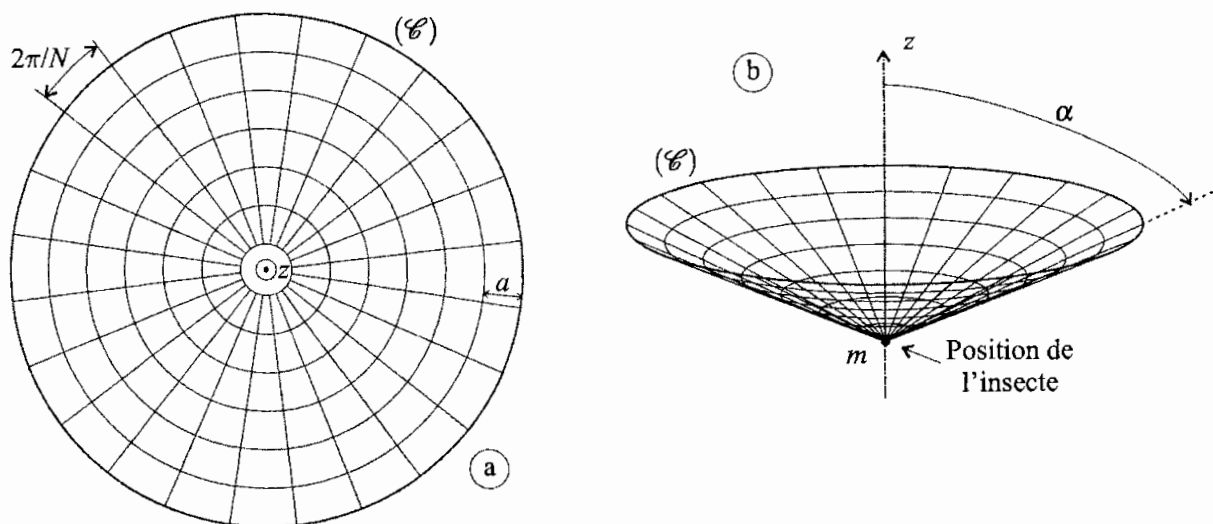 (𝒞)
2π/N
z
a
a
b
z
α
(𝒞)
m
Position de
l'insecte